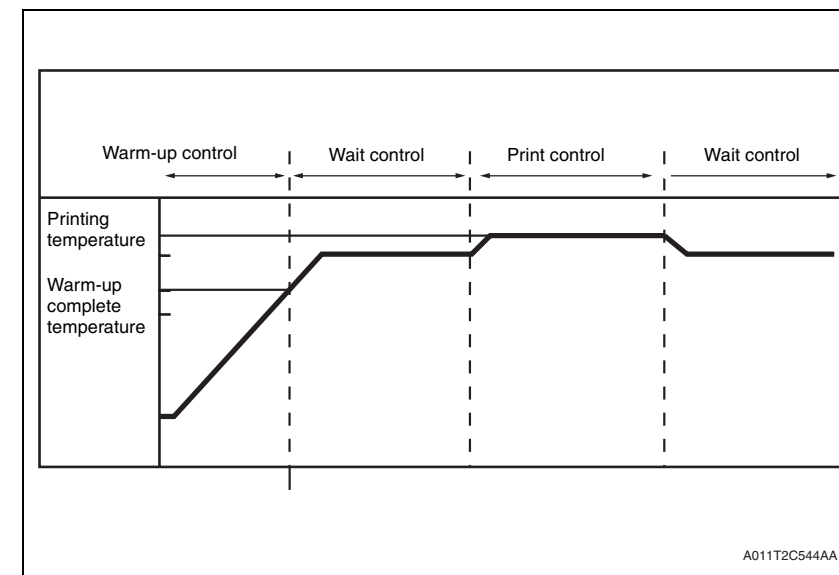 Warm-up control
Wait control
Print control
Wait control
Printing
temperature
Warm-up
complete
temperature
A011T2C544AA